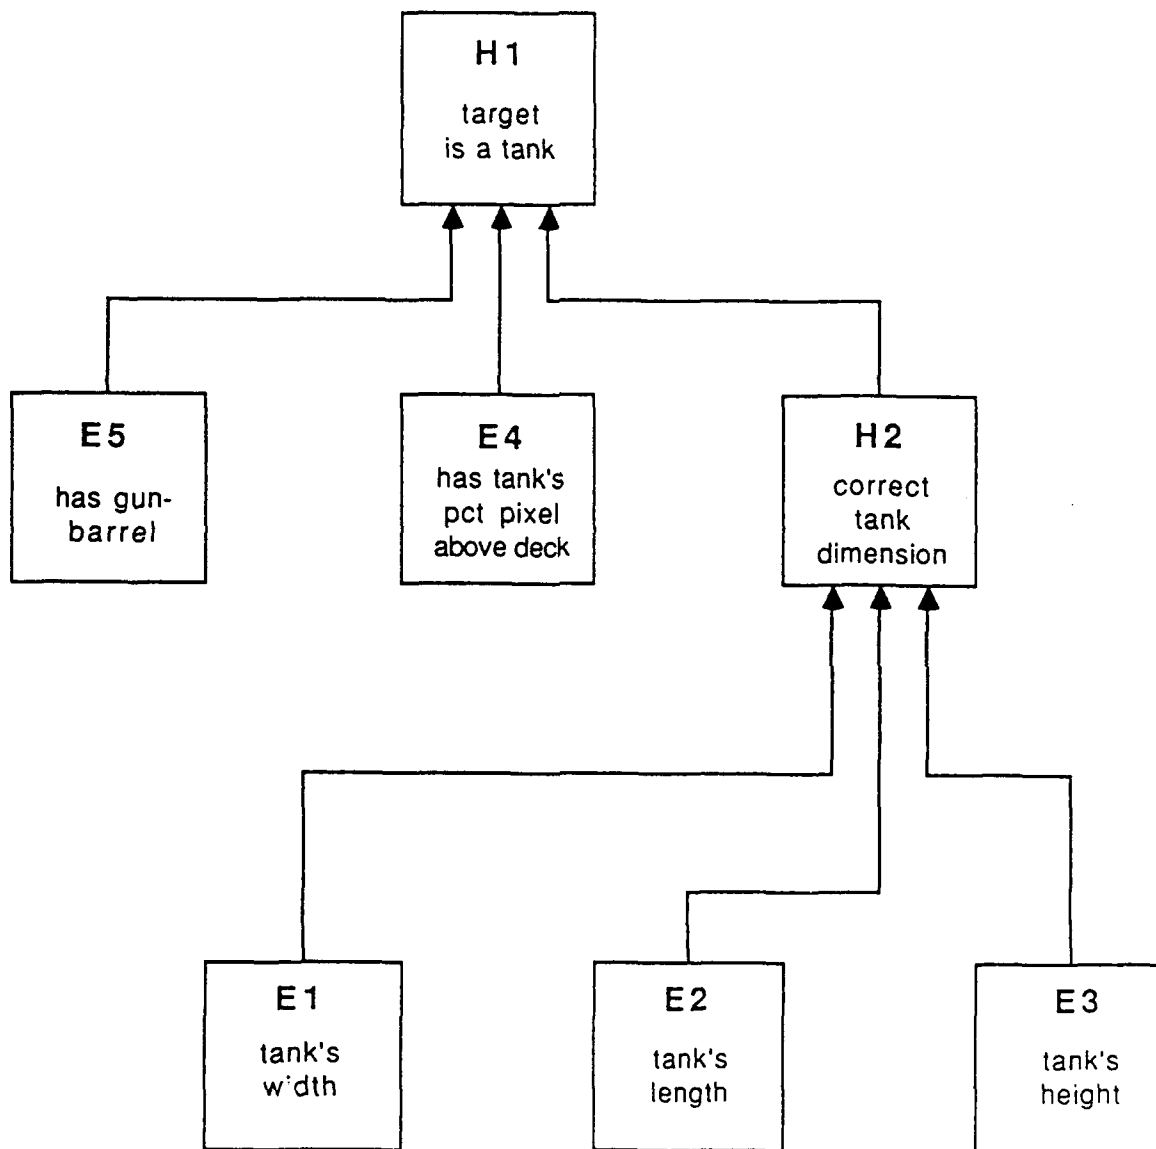 H1
target
is a tank
E5
has gun-
barrel
E4
has tank's
pct pixel
above deck
H2
correct
tank
dimension
E1
tank's
width
E2
tank's
length
E3
tank's
height